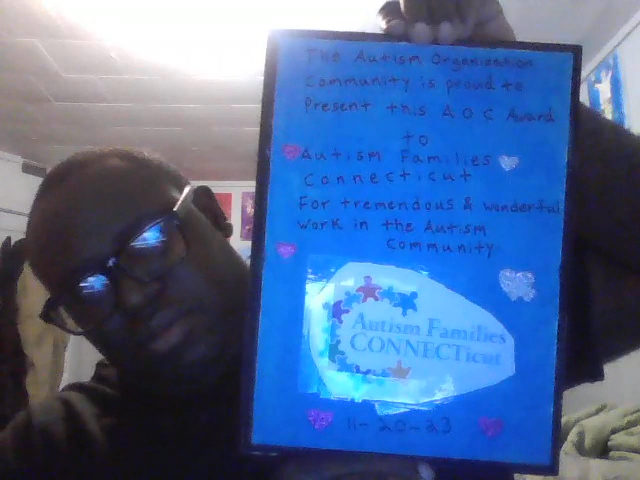 The Autism Organization
Community is proud to
Present this A O C Award
to
Autism Families
Connecticut
For tremendous & wonderful
Work in the Autism
Community
Autism Families
CONNECTicut
11-20-23